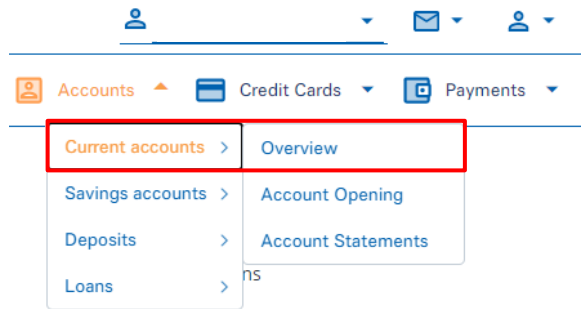 Accounts Credit Cards Payments
Current accounts > Overview
Savings accounts > Account Opening
Deposits > Account Statements
Loans > ns